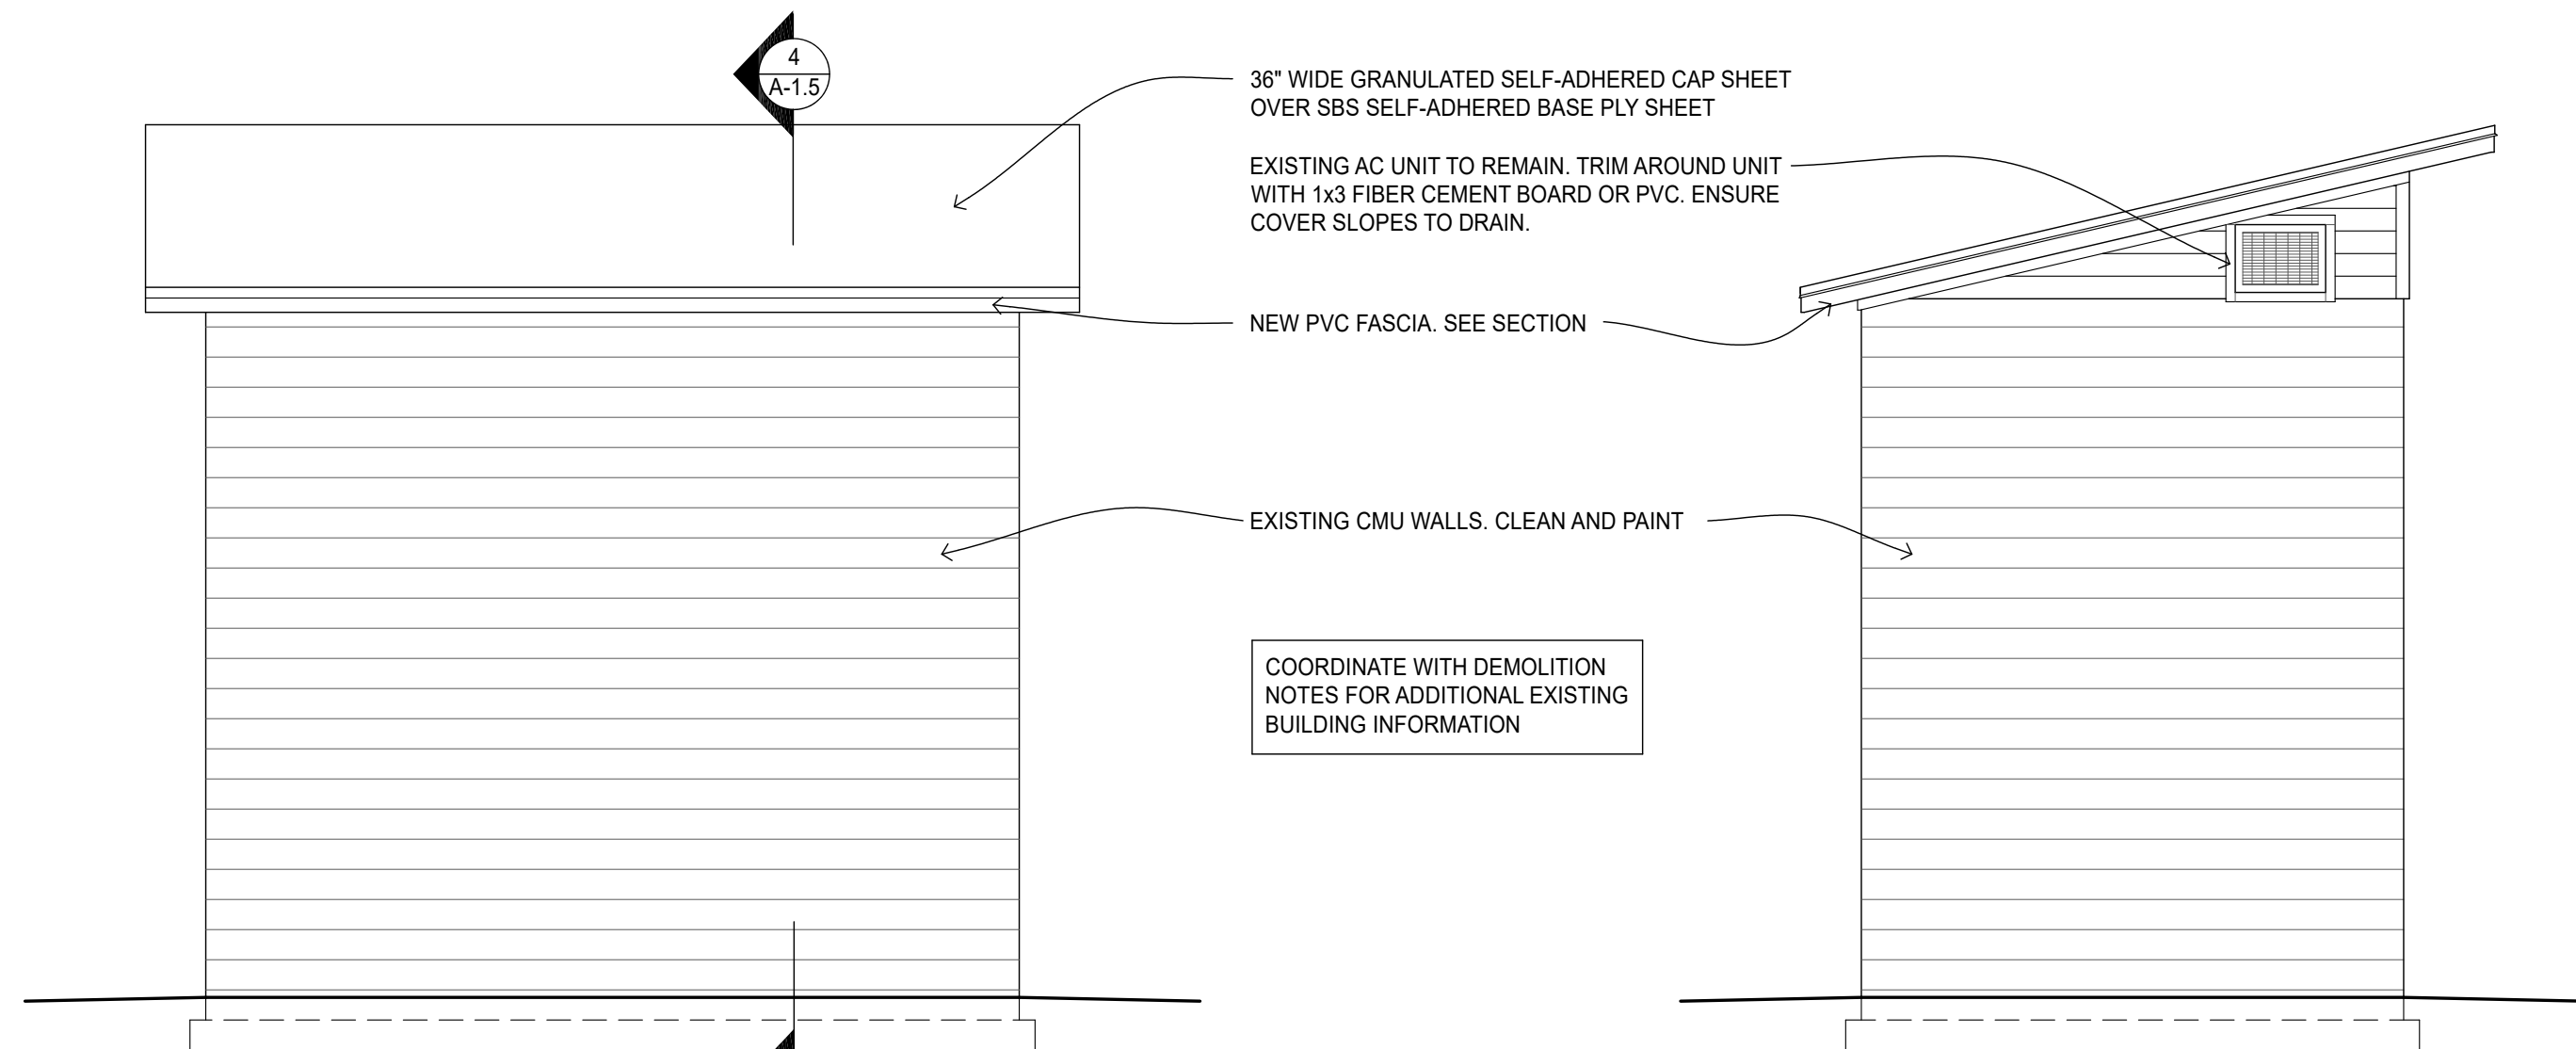 4
A-1.5
36" WIDE GRANULATED SELF-ADHERED CAP SHEET
OVER SBS SELF-ADHERED BASE PLY SHEET
EXISTING AC UNIT TO REMAIN. TRIM AROUND UNIT
WITH 1x3 FIBER CEMENT BOARD OR PVC. ENSURE
COVER SLOPES TO DRAIN.
NEW PVC FASCIA. SEE SECTION
EXISTING CMU WALLS. CLEAN AND PAINT
COORDINATE WITH DEMOLITION
NOTES FOR ADDITIONAL EXISTING
BUILDING INFORMATION